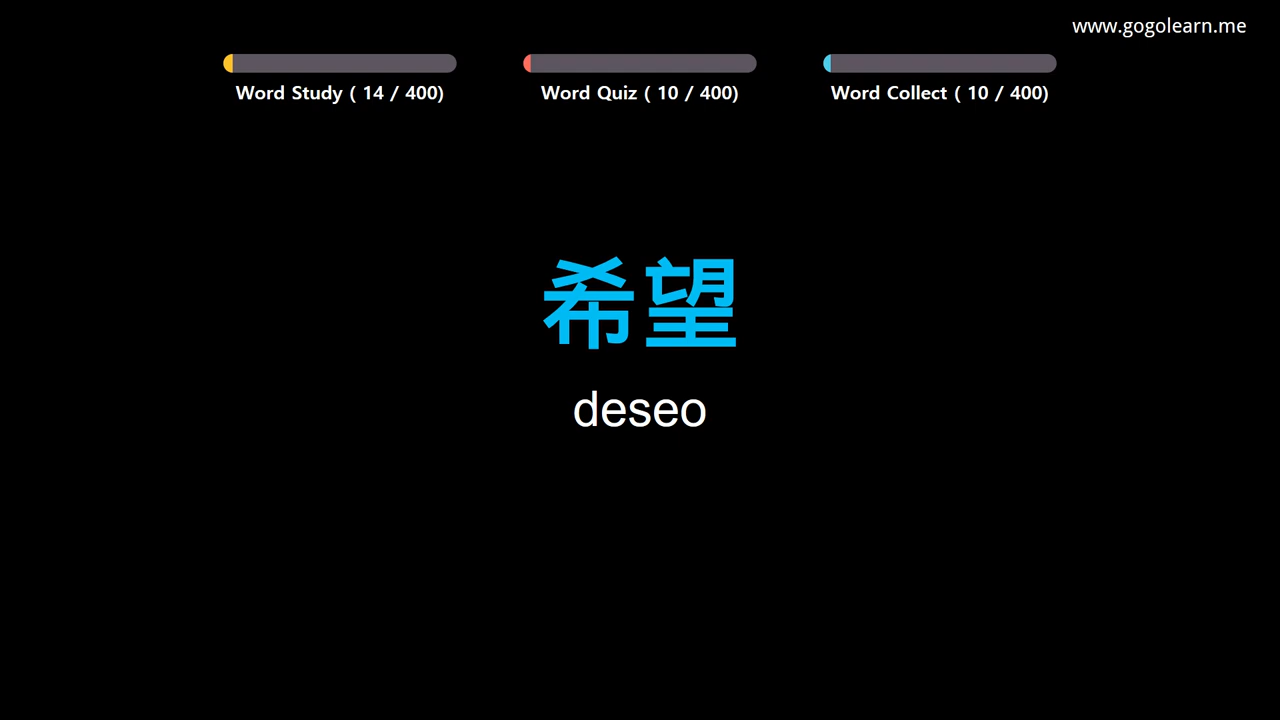 www.gogolearn.me
Word Study ( 14 / 400)
Word Quiz ( 10 / 400)
Word Collect ( 10 / 400)
希望
deseo